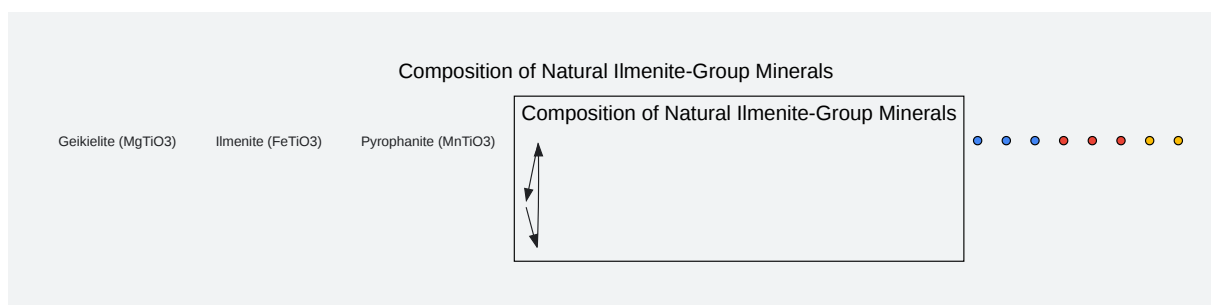 Composition of Natural Ilmenite-Group Minerals
Composition of Natural Ilmenite-Group Minerals
Geikielite (MgTiO3)
Ilmenite (FeTiO3)
Pyrophanite (MnTiO3)